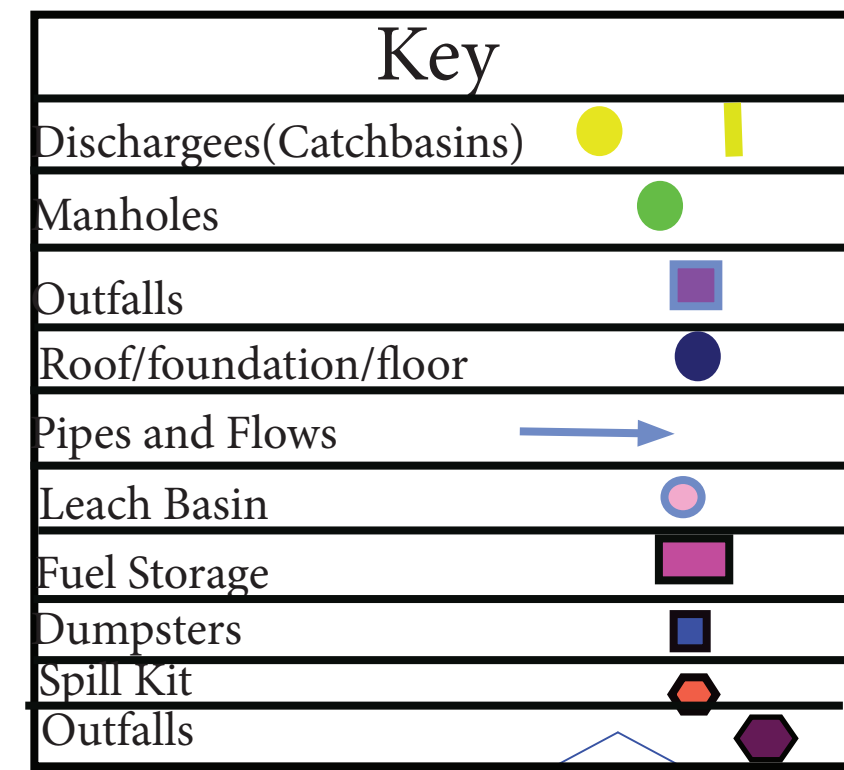 Key
Dischargees(Catchbasins)
Manholes
Outfalls
Roof/foundation/floor
Pipes and Flows
Leach Basin
Fuel Storage
Dumpsters
Spill Kit
Outfalls